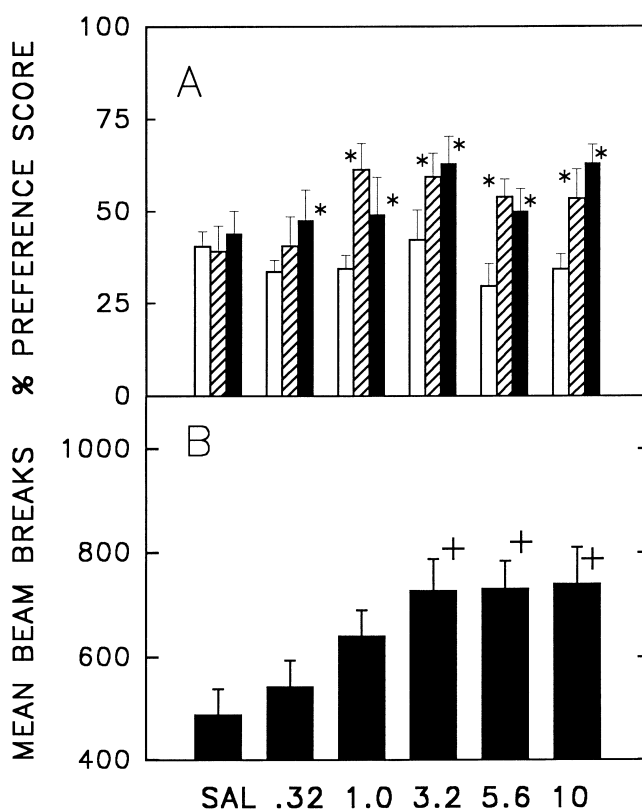 % PREFERENCE SCORE
100
75
50
25
0
A
* * * * * * * * *
MEAN BEAM BREAKS
1000
800
600
400
B
+ + +
SAL .32 1.0 3.2 5.6 10